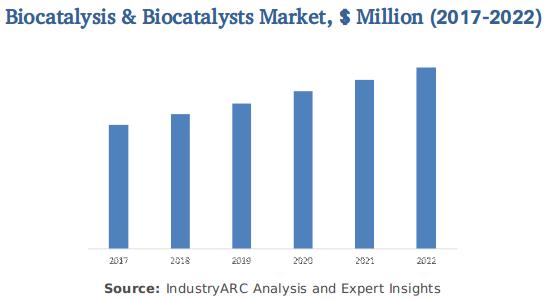 Biocatalysis & Biocatalysts Market, $ Million (2017-2022)
2017 2018 2019 2020 2021 2022
Source: IndustryARC Analysis and Expert Insights